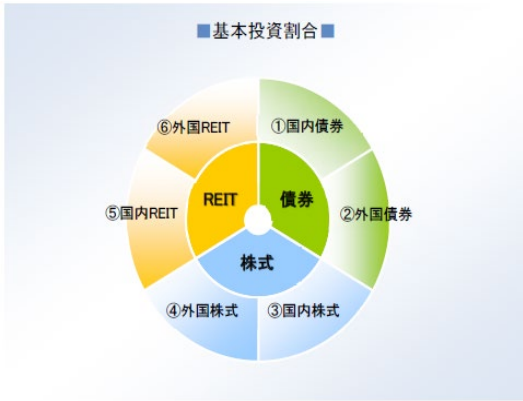 ■基本投資割合■
⑥外国REIT
①国内債券
REIT
債券
⑤国内REIT
②外国債券
株式
④外国株式
③国内株式